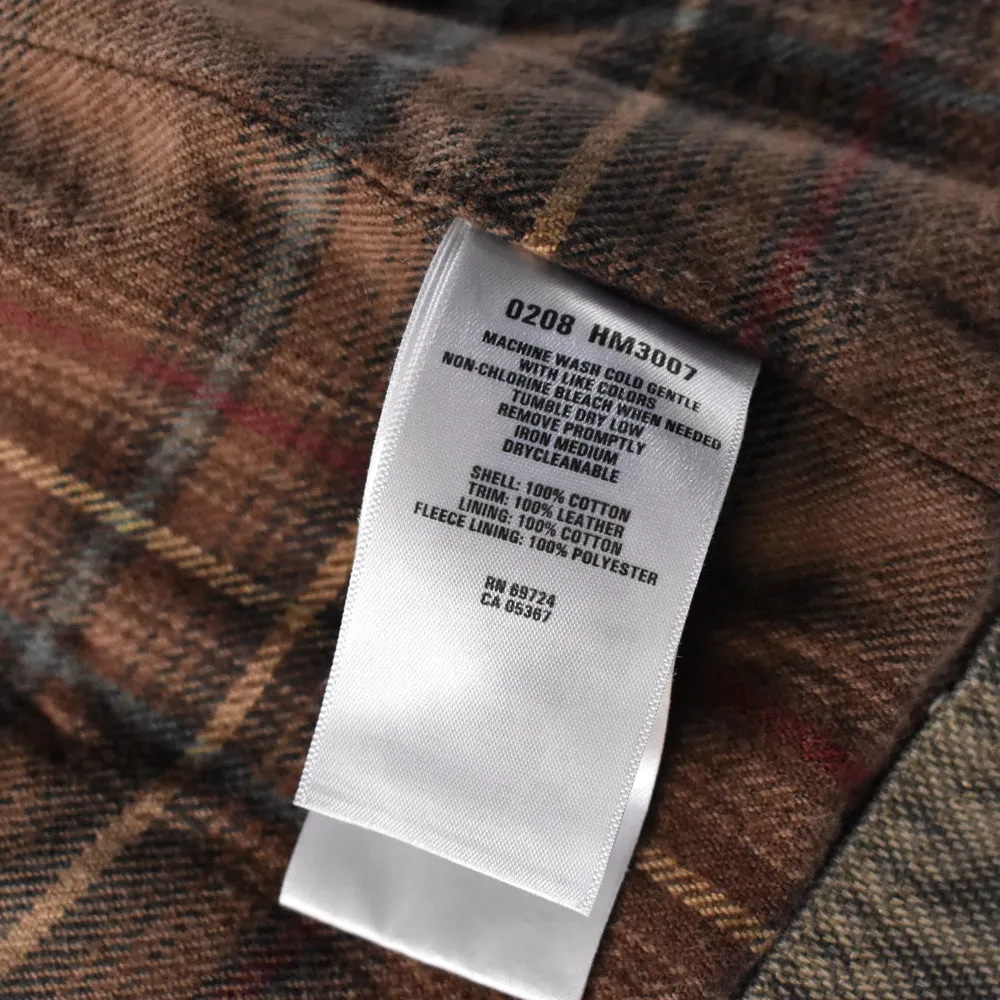 0208 HM3007
MACHINE WASH COLD GENTLE
WITH LIKE COLORS
NON-CHLORINE BLEACH WHEN NEEDED
TUMBLE DRY LOW
REMOVE PROMPTLY
IRON MEDIUM
DRYCLEANABLE
SHELL: 100% COTTON
TRIM: 100% LEATHER
LINING: 100% COTTON
FLEECE LINING: 100% POLYESTER
RN 69724
CA 05367